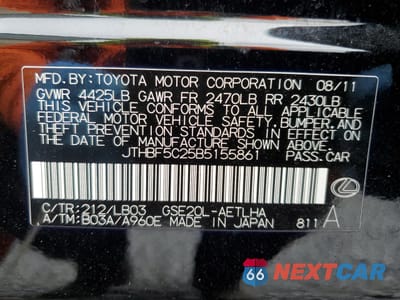 MFD. BY: TOYOTA MOTOR CORPORATION 08/11
GVWR 4425LB GAWR FR 2470LB RR 2430LB
THIS VEHICLE CONFORMS TO ALL APPLICABLE
FEDERAL MOTOR VEHICLE SAFETY, BUMPER, AND
THEFT PREVENTION STANDARDS IN EFFECT ON
THE DATE OF MANUFACTURE SHOWN ABOVE.
JTHBF5C25B5155861 PASS. CAR
C/TR:212/LB03 GSE20L-AETLHA
A/TM:B03A/A960E MADE IN JAPAN 811 A
66 NEXTCAR